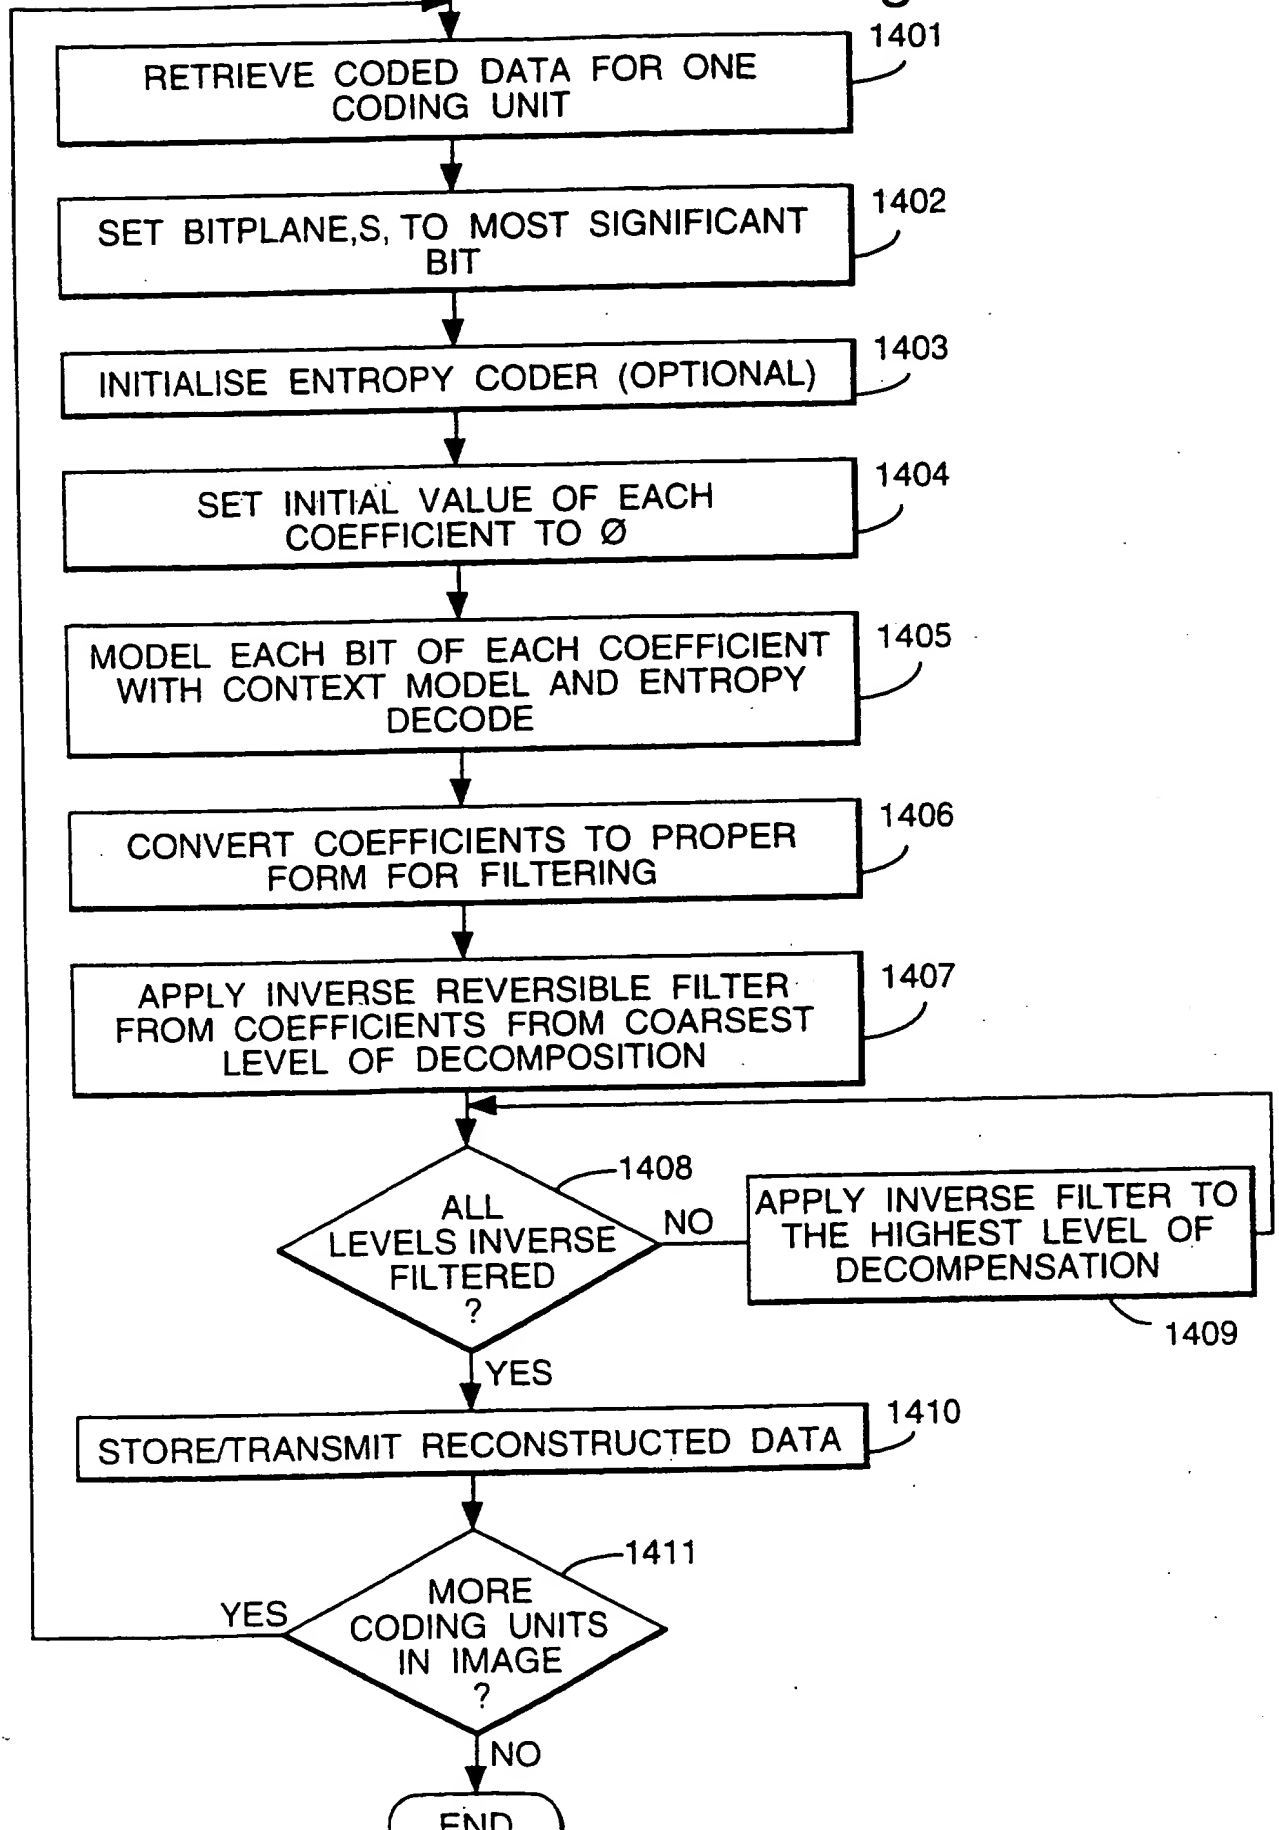 1401
RETRIEVE CODED DATA FOR ONE
CODING UNIT
1402
SET BITPLANE,S, TO MOST SIGNIFICANT
BIT
1403
INITIALISE ENTROPY CODER (OPTIONAL)
1404
SET INITIAL VALUE OF EACH
COEFFICIENT TO Ø
1405
MODEL EACH BIT OF EACH COEFFICIENT
WITH CONTEXT MODEL AND ENTROPY
DECODE
1406
CONVERT COEFFICIENTS TO PROPER
FORM FOR FILTERING
1407
APPLY INVERSE REVERSIBLE FILTER
FROM COEFFICIENTS FROM COARSEST
LEVEL OF DECOMPOSITION
1408
ALL
LEVELS INVERSE
FILTERED
?
NO
APPLY INVERSE FILTER TO
THE HIGHEST LEVEL OF
DECOMPENSATION
1409
YES
1410
STORE/TRANSMIT RECONSTRUCTED DATA
1411
MORE
CODING UNITS
IN IMAGE
?
YES
NO
END